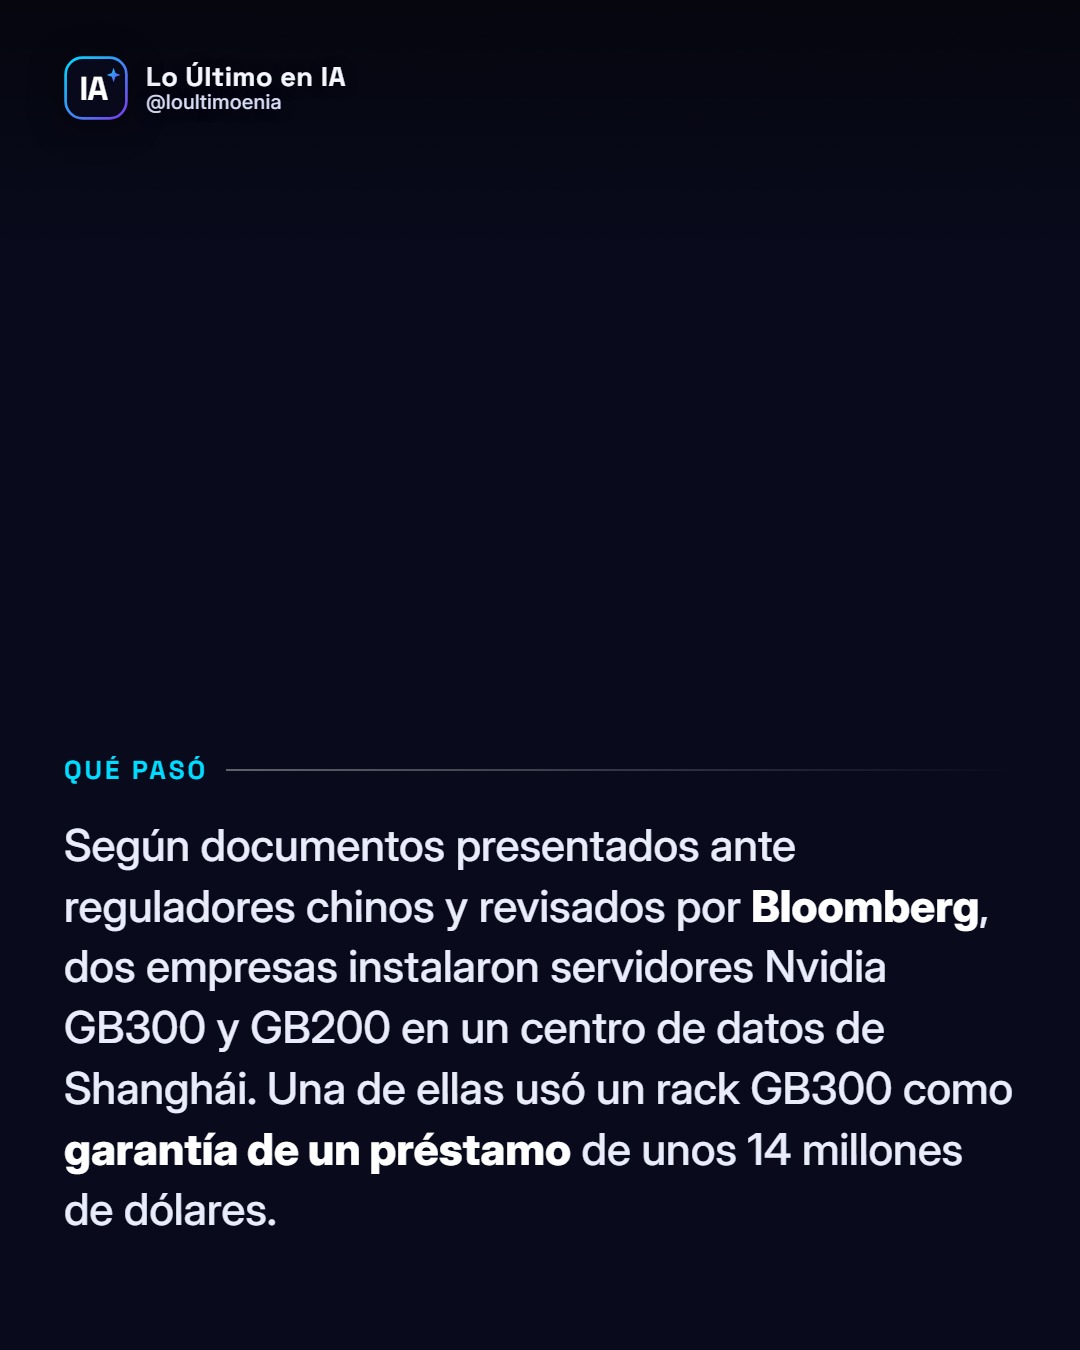 IA
Lo Último en IA
@loultimoenia
QUÉ PASÓ
Según documentos presentados ante
reguladores chinos y revisados por Bloomberg,
dos empresas instalaron servidores Nvidia
GB300 y GB200 en un centro de datos de
Shanghái. Una de ellas usó un rack GB300 como
garantía de un préstamo de unos 14 millones
de dólares.